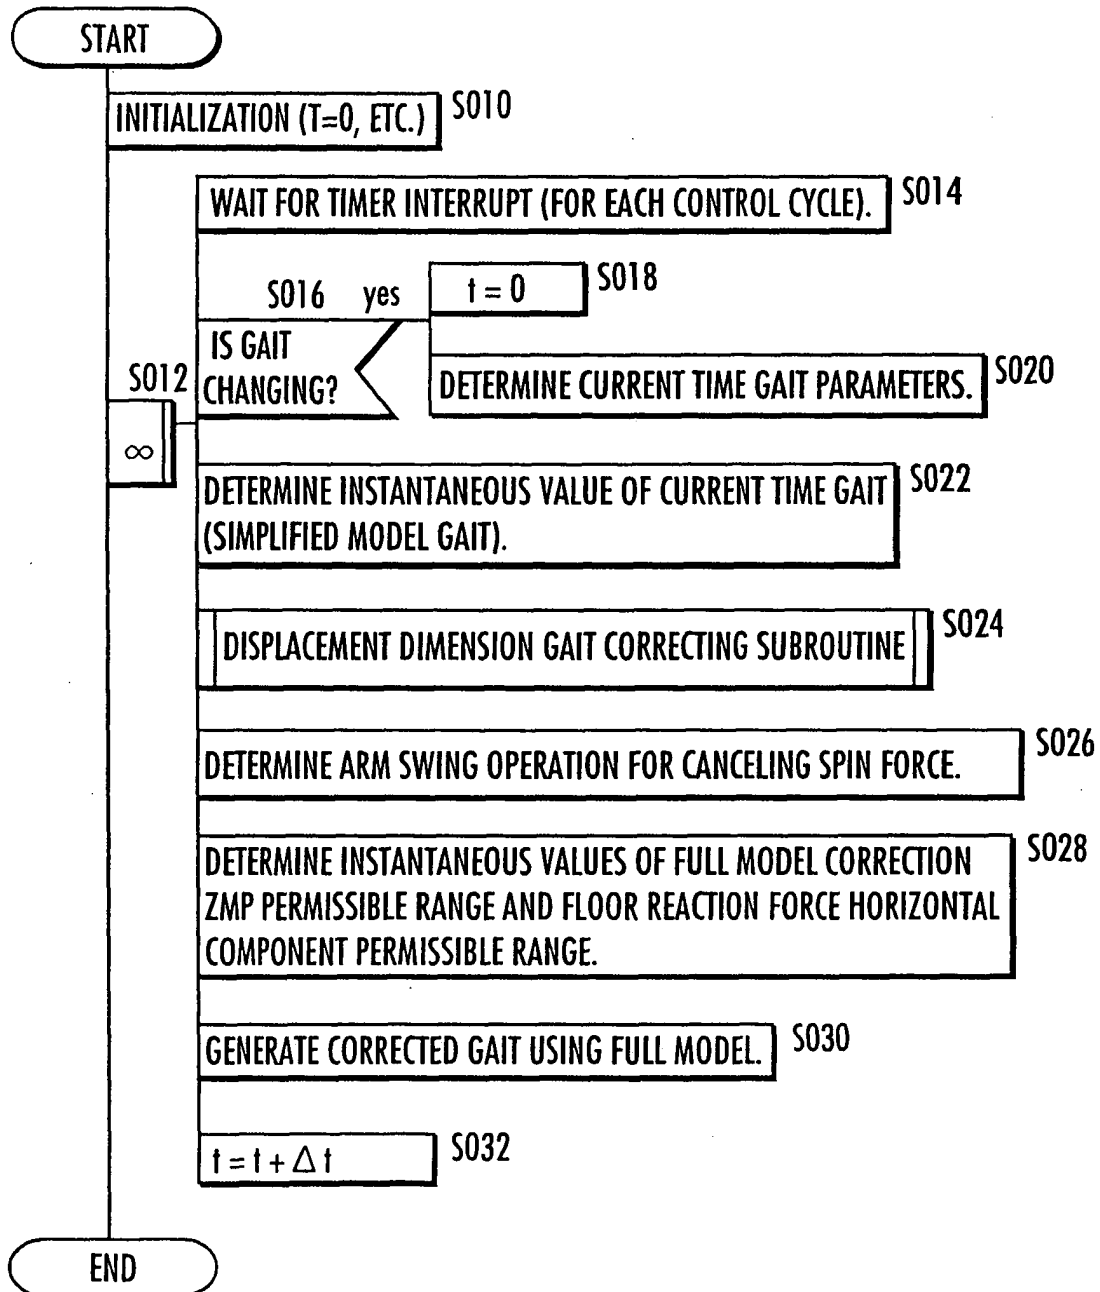 START
INITIALIZATION (T=0, ETC.)
S010
WAIT FOR TIMER INTERRUPT (FOR EACH CONTROL CYCLE).
S014
S016
yes
t = 0
S018
IS GAIT
CHANGING?
DETERMINE CURRENT TIME GAIT PARAMETERS.
S020
S012
∞
DETERMINE INSTANTANEOUS VALUE OF CURRENT TIME GAIT
(SIMPLIFIED MODEL GAIT).
S022
DISPLACEMENT DIMENSION GAIT CORRECTING SUBROUTINE
S024
DETERMINE ARM SWING OPERATION FOR CANCELING SPIN FORCE.
S026
DETERMINE INSTANTANEOUS VALUES OF FULL MODEL CORRECTION
ZMP PERMISSIBLE RANGE AND FLOOR REACTION FORCE HORIZONTAL
COMPONENT PERMISSIBLE RANGE.
S028
GENERATE CORRECTED GAIT USING FULL MODEL.
S030
t = t + Δ t
S032
END